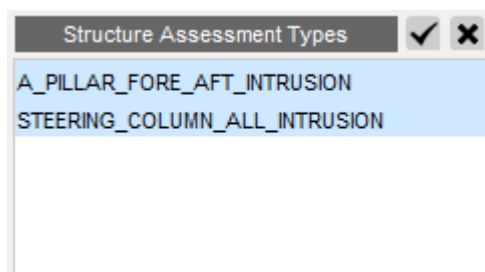 Structure Assessment Types
A_PILLAR_FORE_AFT_INTRUSION
STEERING_COLUMN_ALL_INTRUSION